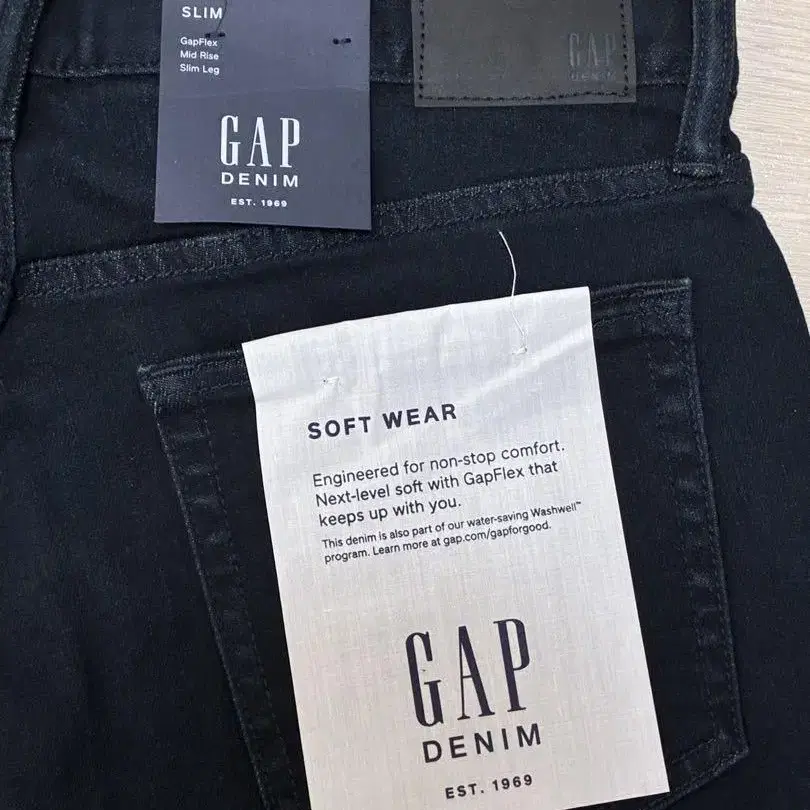 SLIM
GapFlex
Mid Rise
Slim Leg
GAP
DENIM
EST. 1969
GAP
DENIM
SOFT WEAR
Engineered for non-stop comfort.
Next-level soft with GapFlex that
keeps up with you.
This denim is also part of our water-saving Washwell™
program. Learn more at gap.com/gapforgood.
GAP
DENIM
EST. 1969